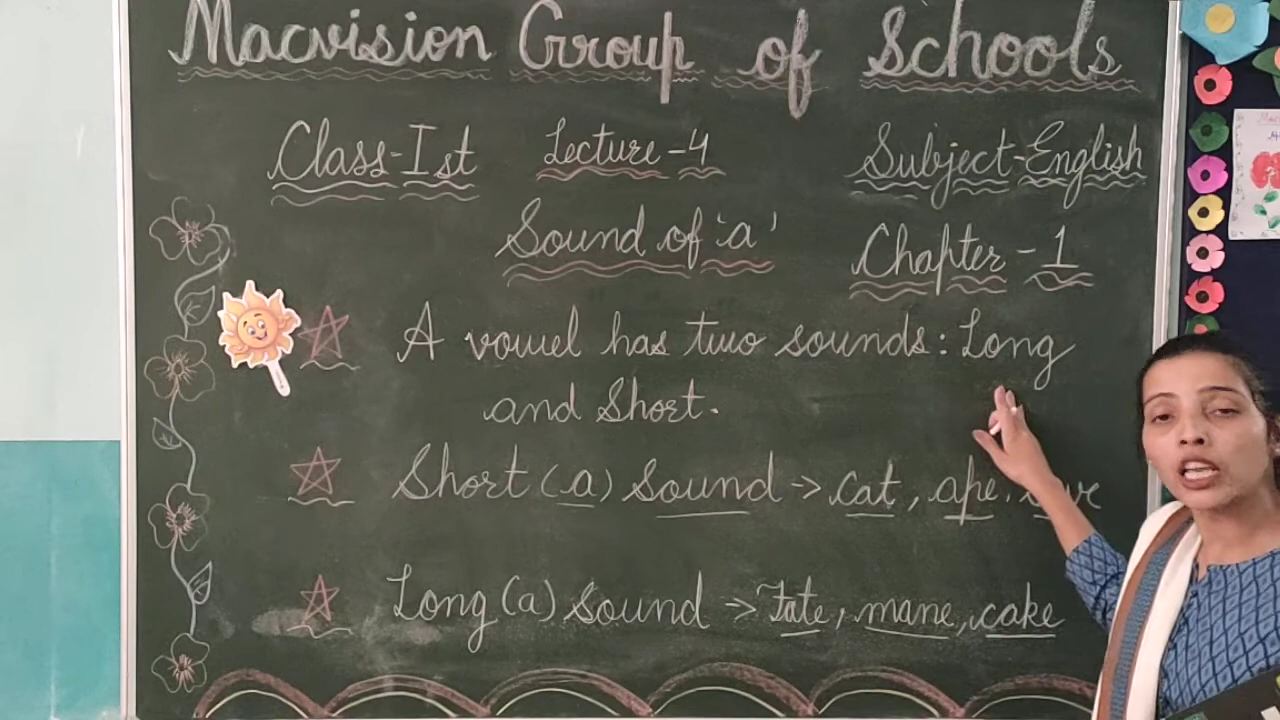 Macvision Group of Schools
Class-Ist Lecture-4 Subject-English
Sound of 'a' Chapter-1
A vowel has two sounds: Long
and Short.
Short (a) Sound → cat, ape,
Long (a) Sound → Fate, mane, cake